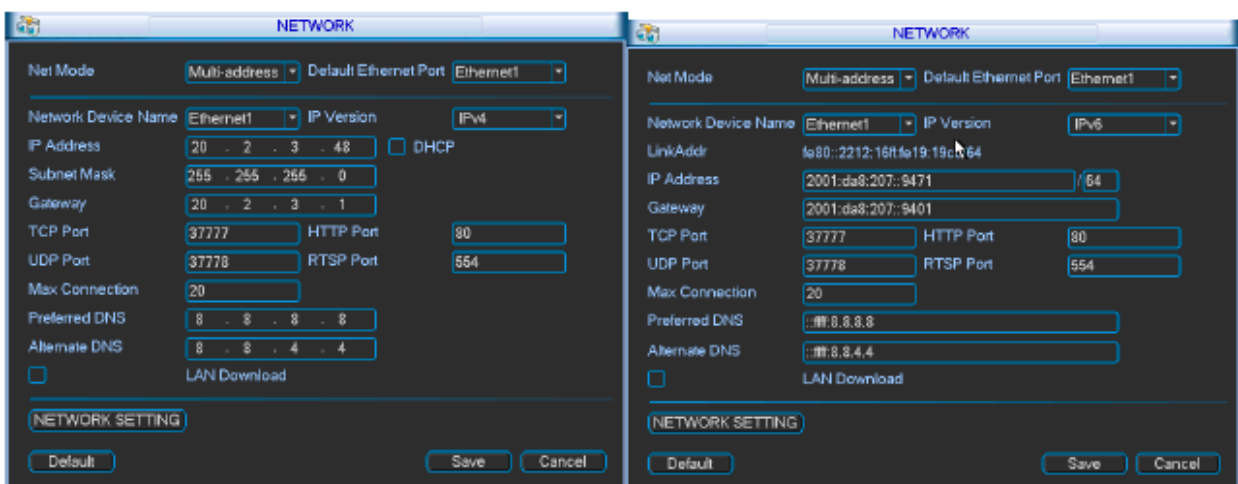 NETWORK
Net Mode Multi-address Default Ethernet Port Ethernet1
Network Device Name Ethernet1 IP Version IPv4
IP Address 20 . 2 . 3 . 48 DHCP
Subnet Mask 255 . 255 . 255 . 0
Gateway 20 . 2 . 3 . 1
TCP Port 37777 HTTP Port 80
UDP Port 37778 RTSP Port 554
Max Connection 20
Preferred DNS 8 . 8 . 8 . 8
Alternate DNS 8 . 8 . 4 . 4
LAN Download
NETWORK SETTING
Default Save Cancel
NETWORK
Net Mode Multi-address Default Ethernet Port Ethernet1
Network Device Name Ethernet1 IP Version IPv6
LinkAddr
IP Address 2001:da8:207::9471 / 64
Gateway 2001:da8:207::9401
TCP Port 37777 HTTP Port 80
UDP Port 37778 RTSP Port 554
Max Connection 20
Preferred DNS ::ffff:8.8.8.8
Alternate DNS ::ffff:8.8.4.4
LAN Download
NETWORK SETTING
Default Save Cancel